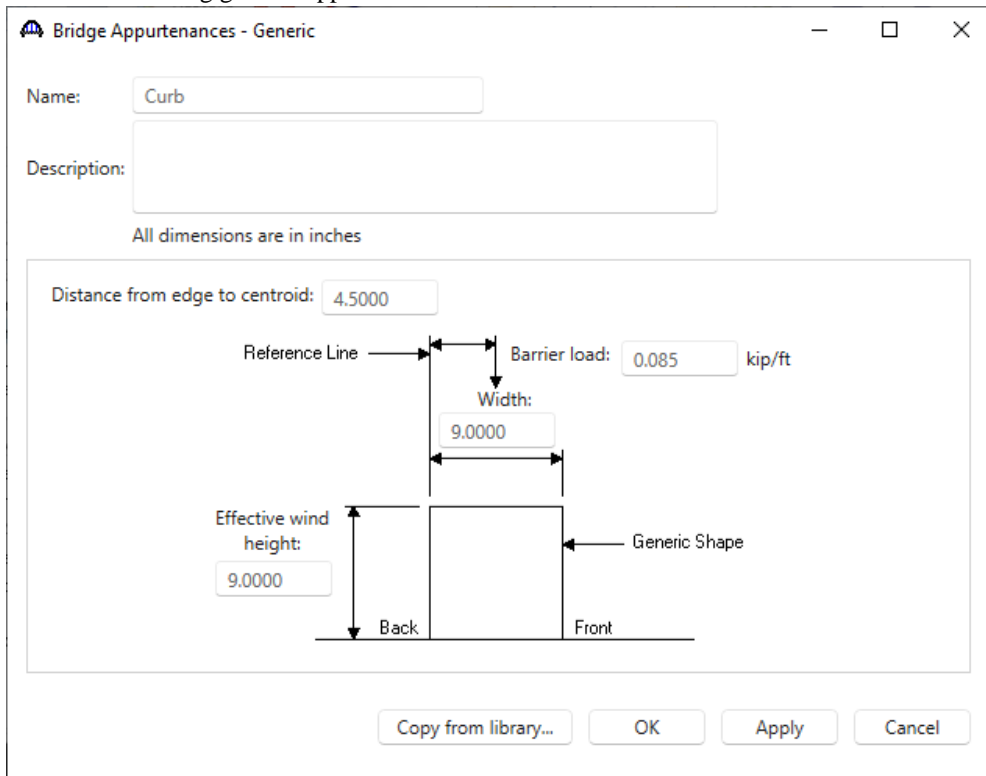 Bridge Appurtenances - Generic
Name: Curb
Description:
All dimensions are in inches
Distance from edge to centroid: 4.5000
Reference Line
Barrier load: 0.085 kip/ft
Width:
9.0000
Effective wind
height:
9.0000
Generic Shape
Back
Front
Copy from library... OK Apply Cancel